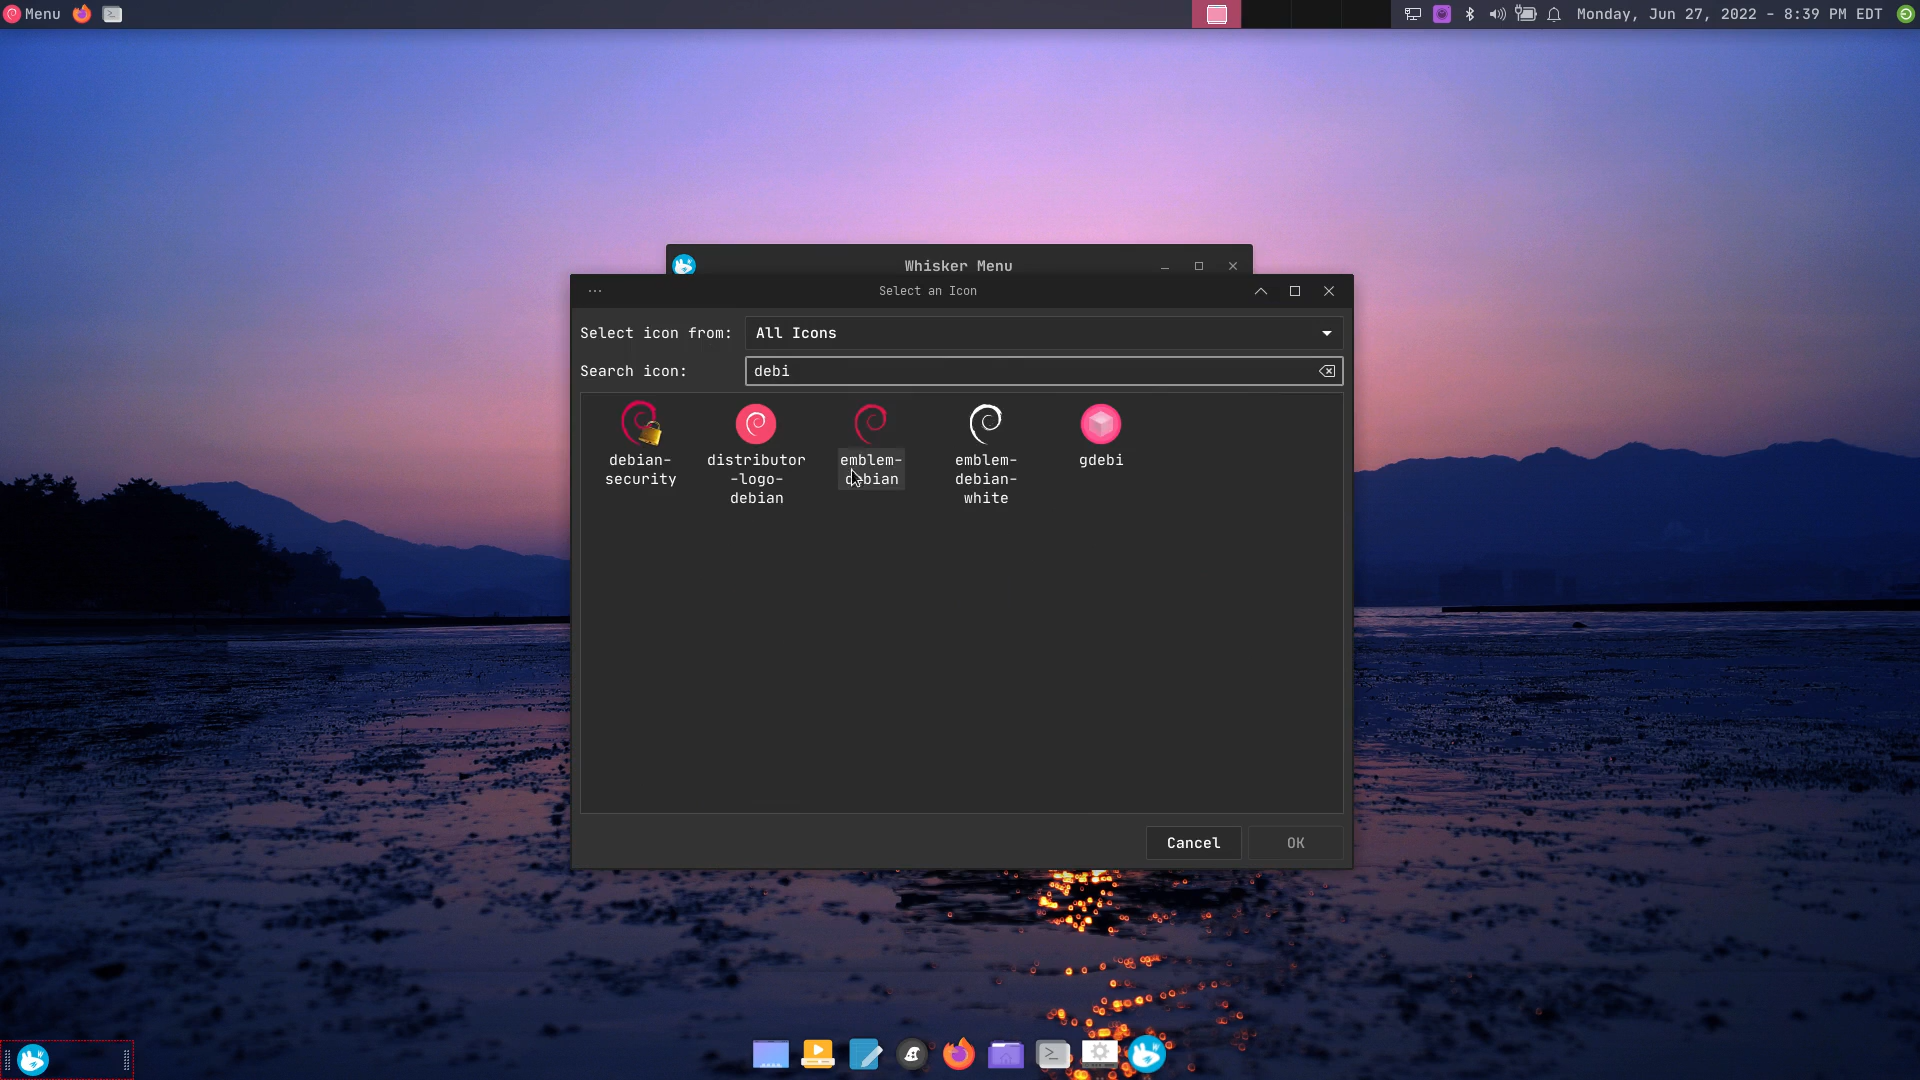 Menu
Monday, Jun 27, 2022 - 8:39 PM EDT
Whisker Menu
Select an Icon
Select icon from: All Icons
Search icon: debi
debian-
security
distributor
-logo-
debian
emblem-
debian
emblem-
debian-
white
gdebi
Cancel OK